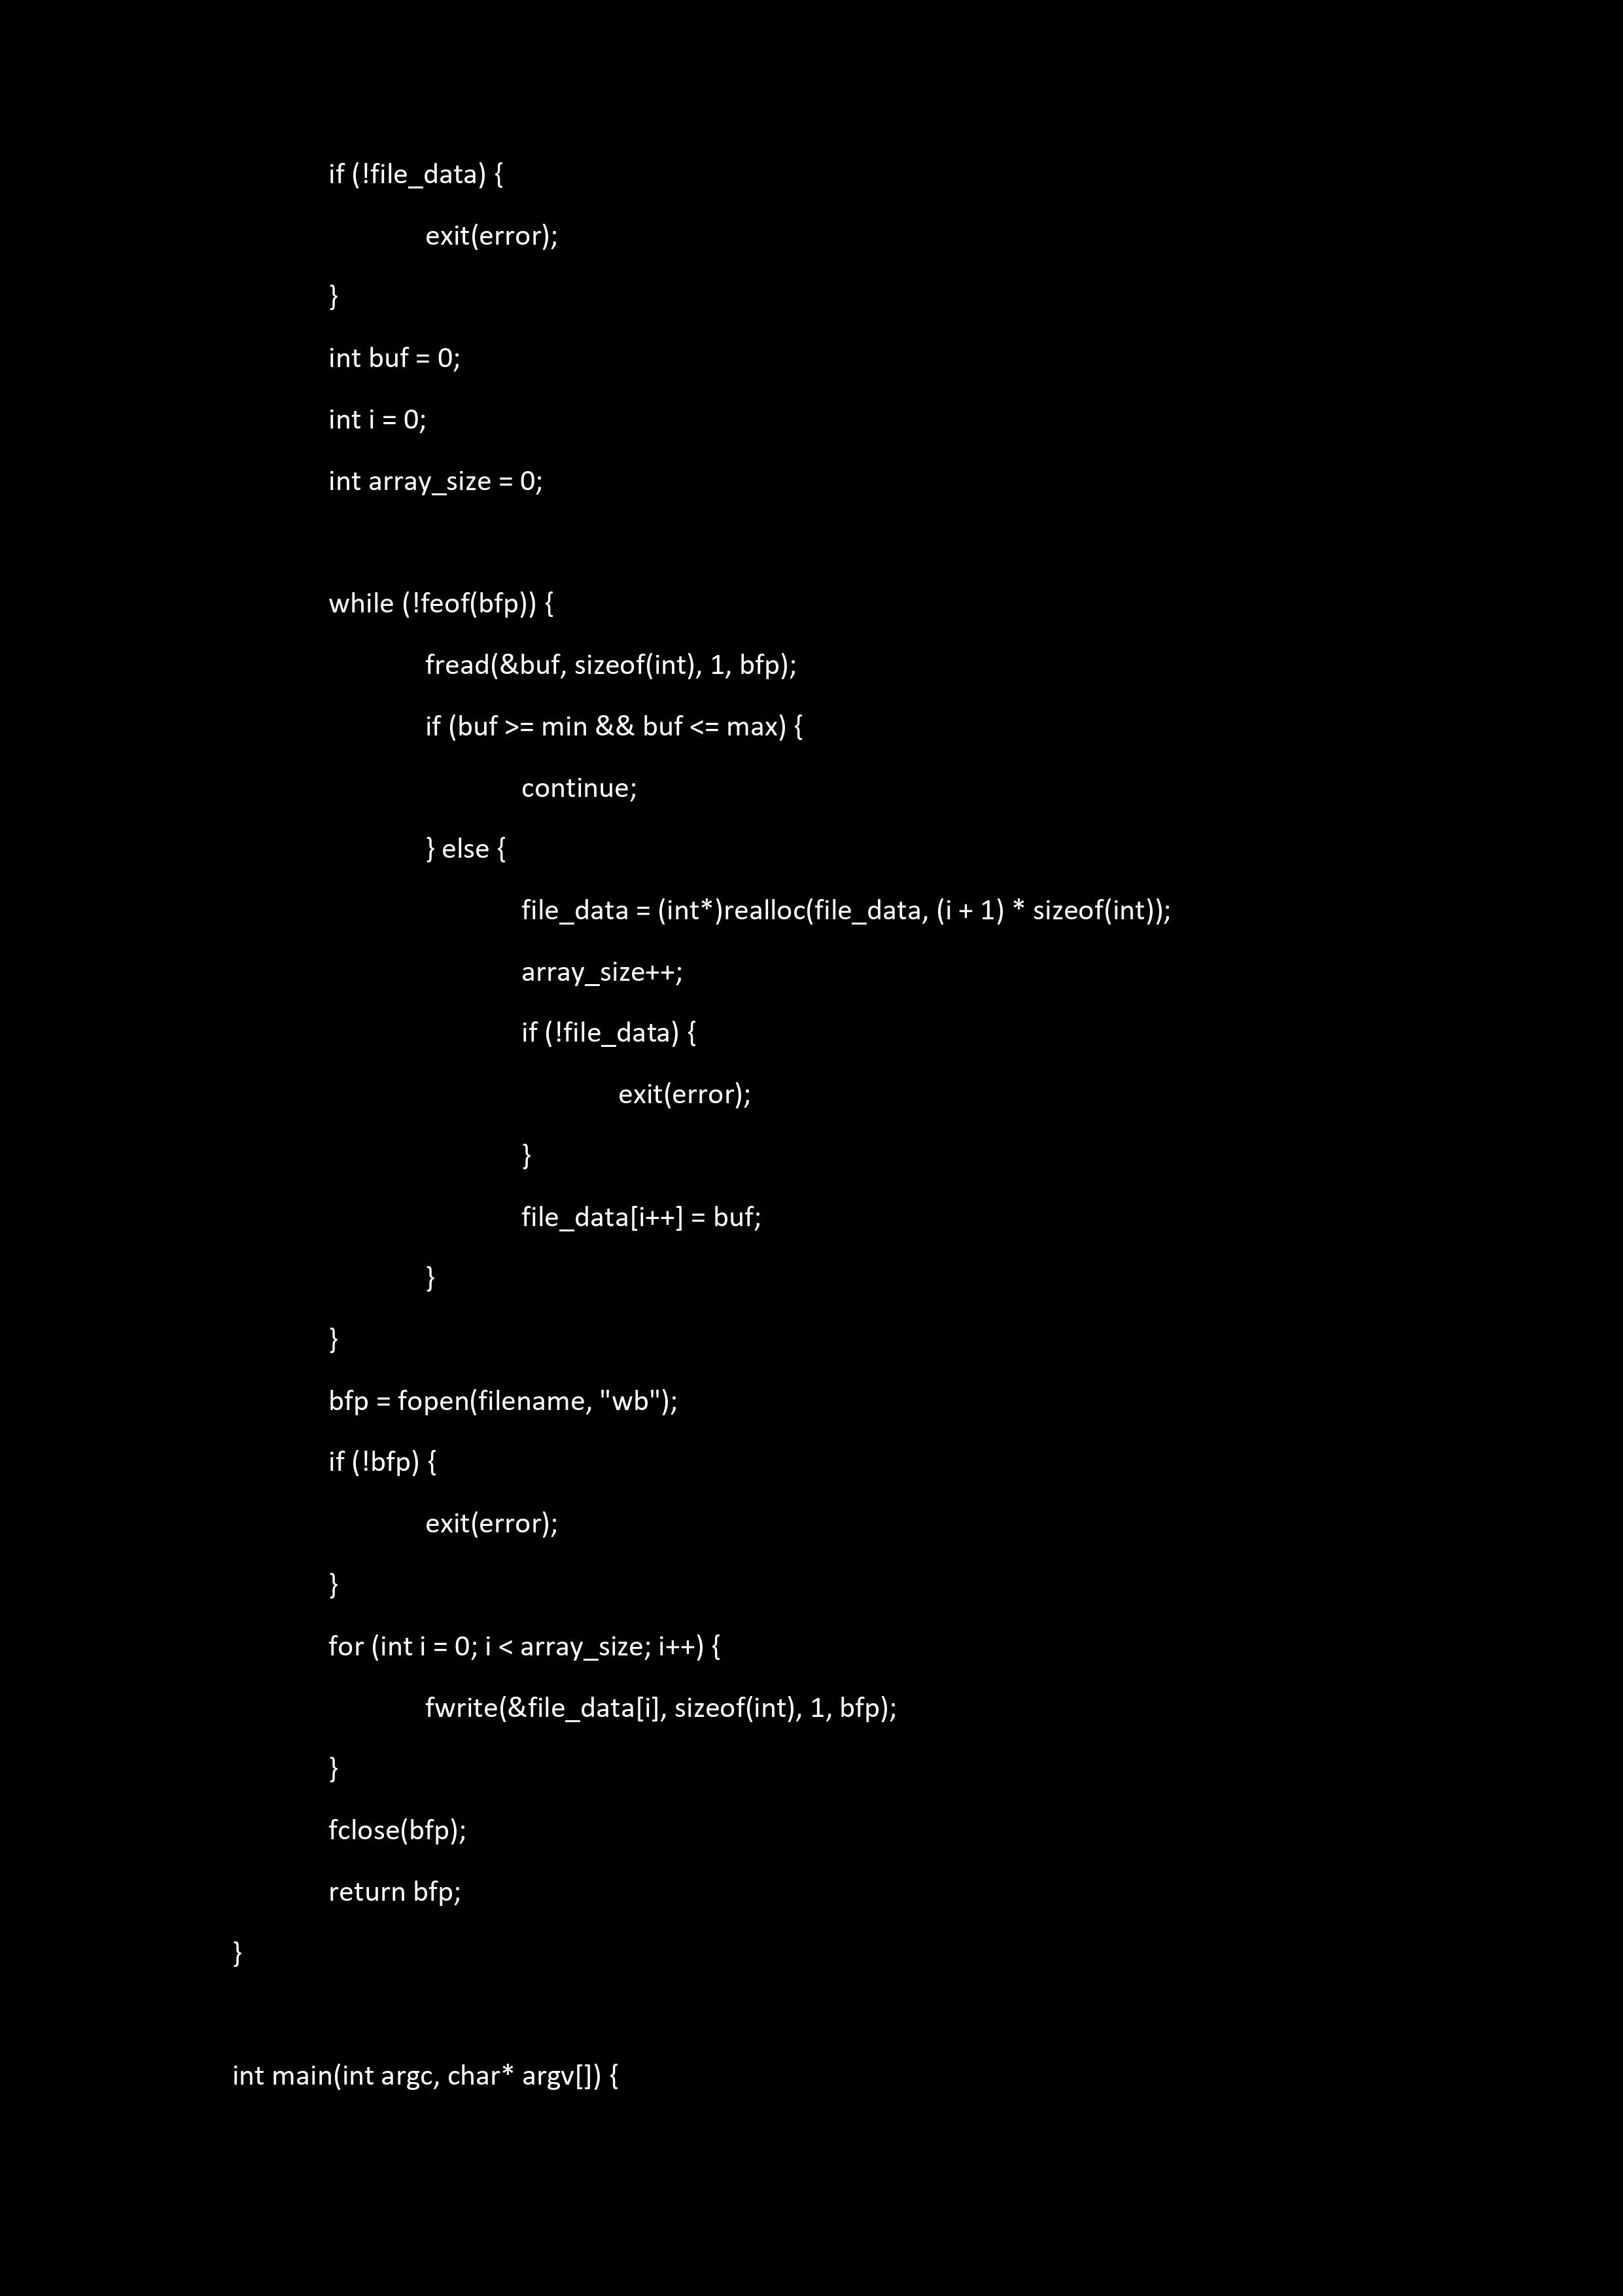 if (!file_data) {
exit(error);
}
int buf = 0;
int i = 0;
int array_size = 0;
while (!feof(bfp)) {
fread(&buf, sizeof(int), 1, bfp);
if (buf >= min && buf <= max) {
continue;
} else {
file_data = (int*)realloc(file_data, (i + 1) * sizeof(int));
array_size++;
if (!file_data) {
exit(error);
}
file_data[i++] = buf;
}
}
bfp = fopen(filename, "wb");
if (!bfp) {
exit(error);
}
for (int i = 0; i < array_size; i++) {
fwrite(&file_data[i], sizeof(int), 1, bfp);
}
fclose(bfp);
return bfp;
}
int main(int argc, char* argv[]) {